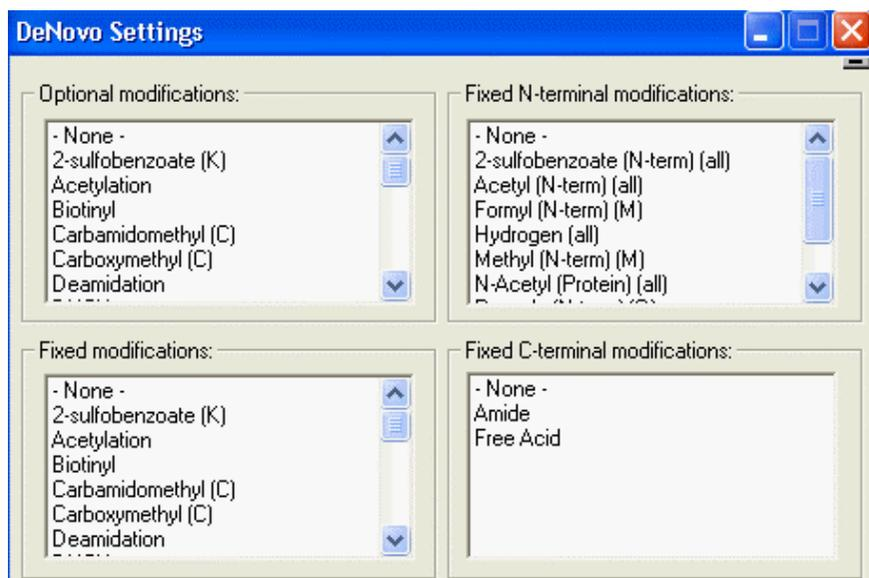 DeNovo Settings
Optional modifications:
- None -
2-sulfobenzoate (K)
Acetylation
Biotinyl
Carbamidomethyl (C)
Carboxymethyl (C)
Deamidation
Fixed N-terminal modifications:
- None -
2-sulfobenzoate (N-term) (all)
Acetyl (N-term) (all)
Formyl (N-term) (M)
Hydrogen (all)
Methyl (N-term) (M)
N-Acetyl (Protein) (all)
Fixed modifications:
- None -
2-sulfobenzoate (K)
Acetylation
Biotinyl
Carbamidomethyl (C)
Carboxymethyl (C)
Deamidation
Fixed C-terminal modifications:
- None -
Amide
Free Acid